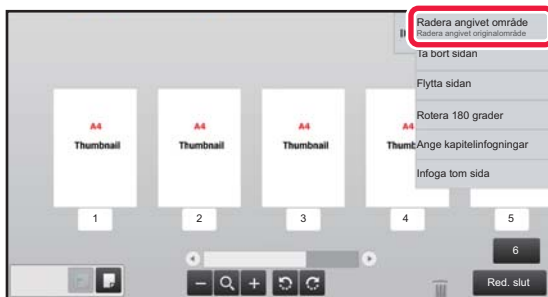 Radera angivet område
Radera angivet originalområde
Ta bort sidan
Flytta sidan
Rotera 180 grader
Ange kapitelinfogningar
Infoga tom sida
A4
Thumbnail
A4
Thumbnail
A4
Thumbnail
A4
1
2
3
4
5
6
Red. slut